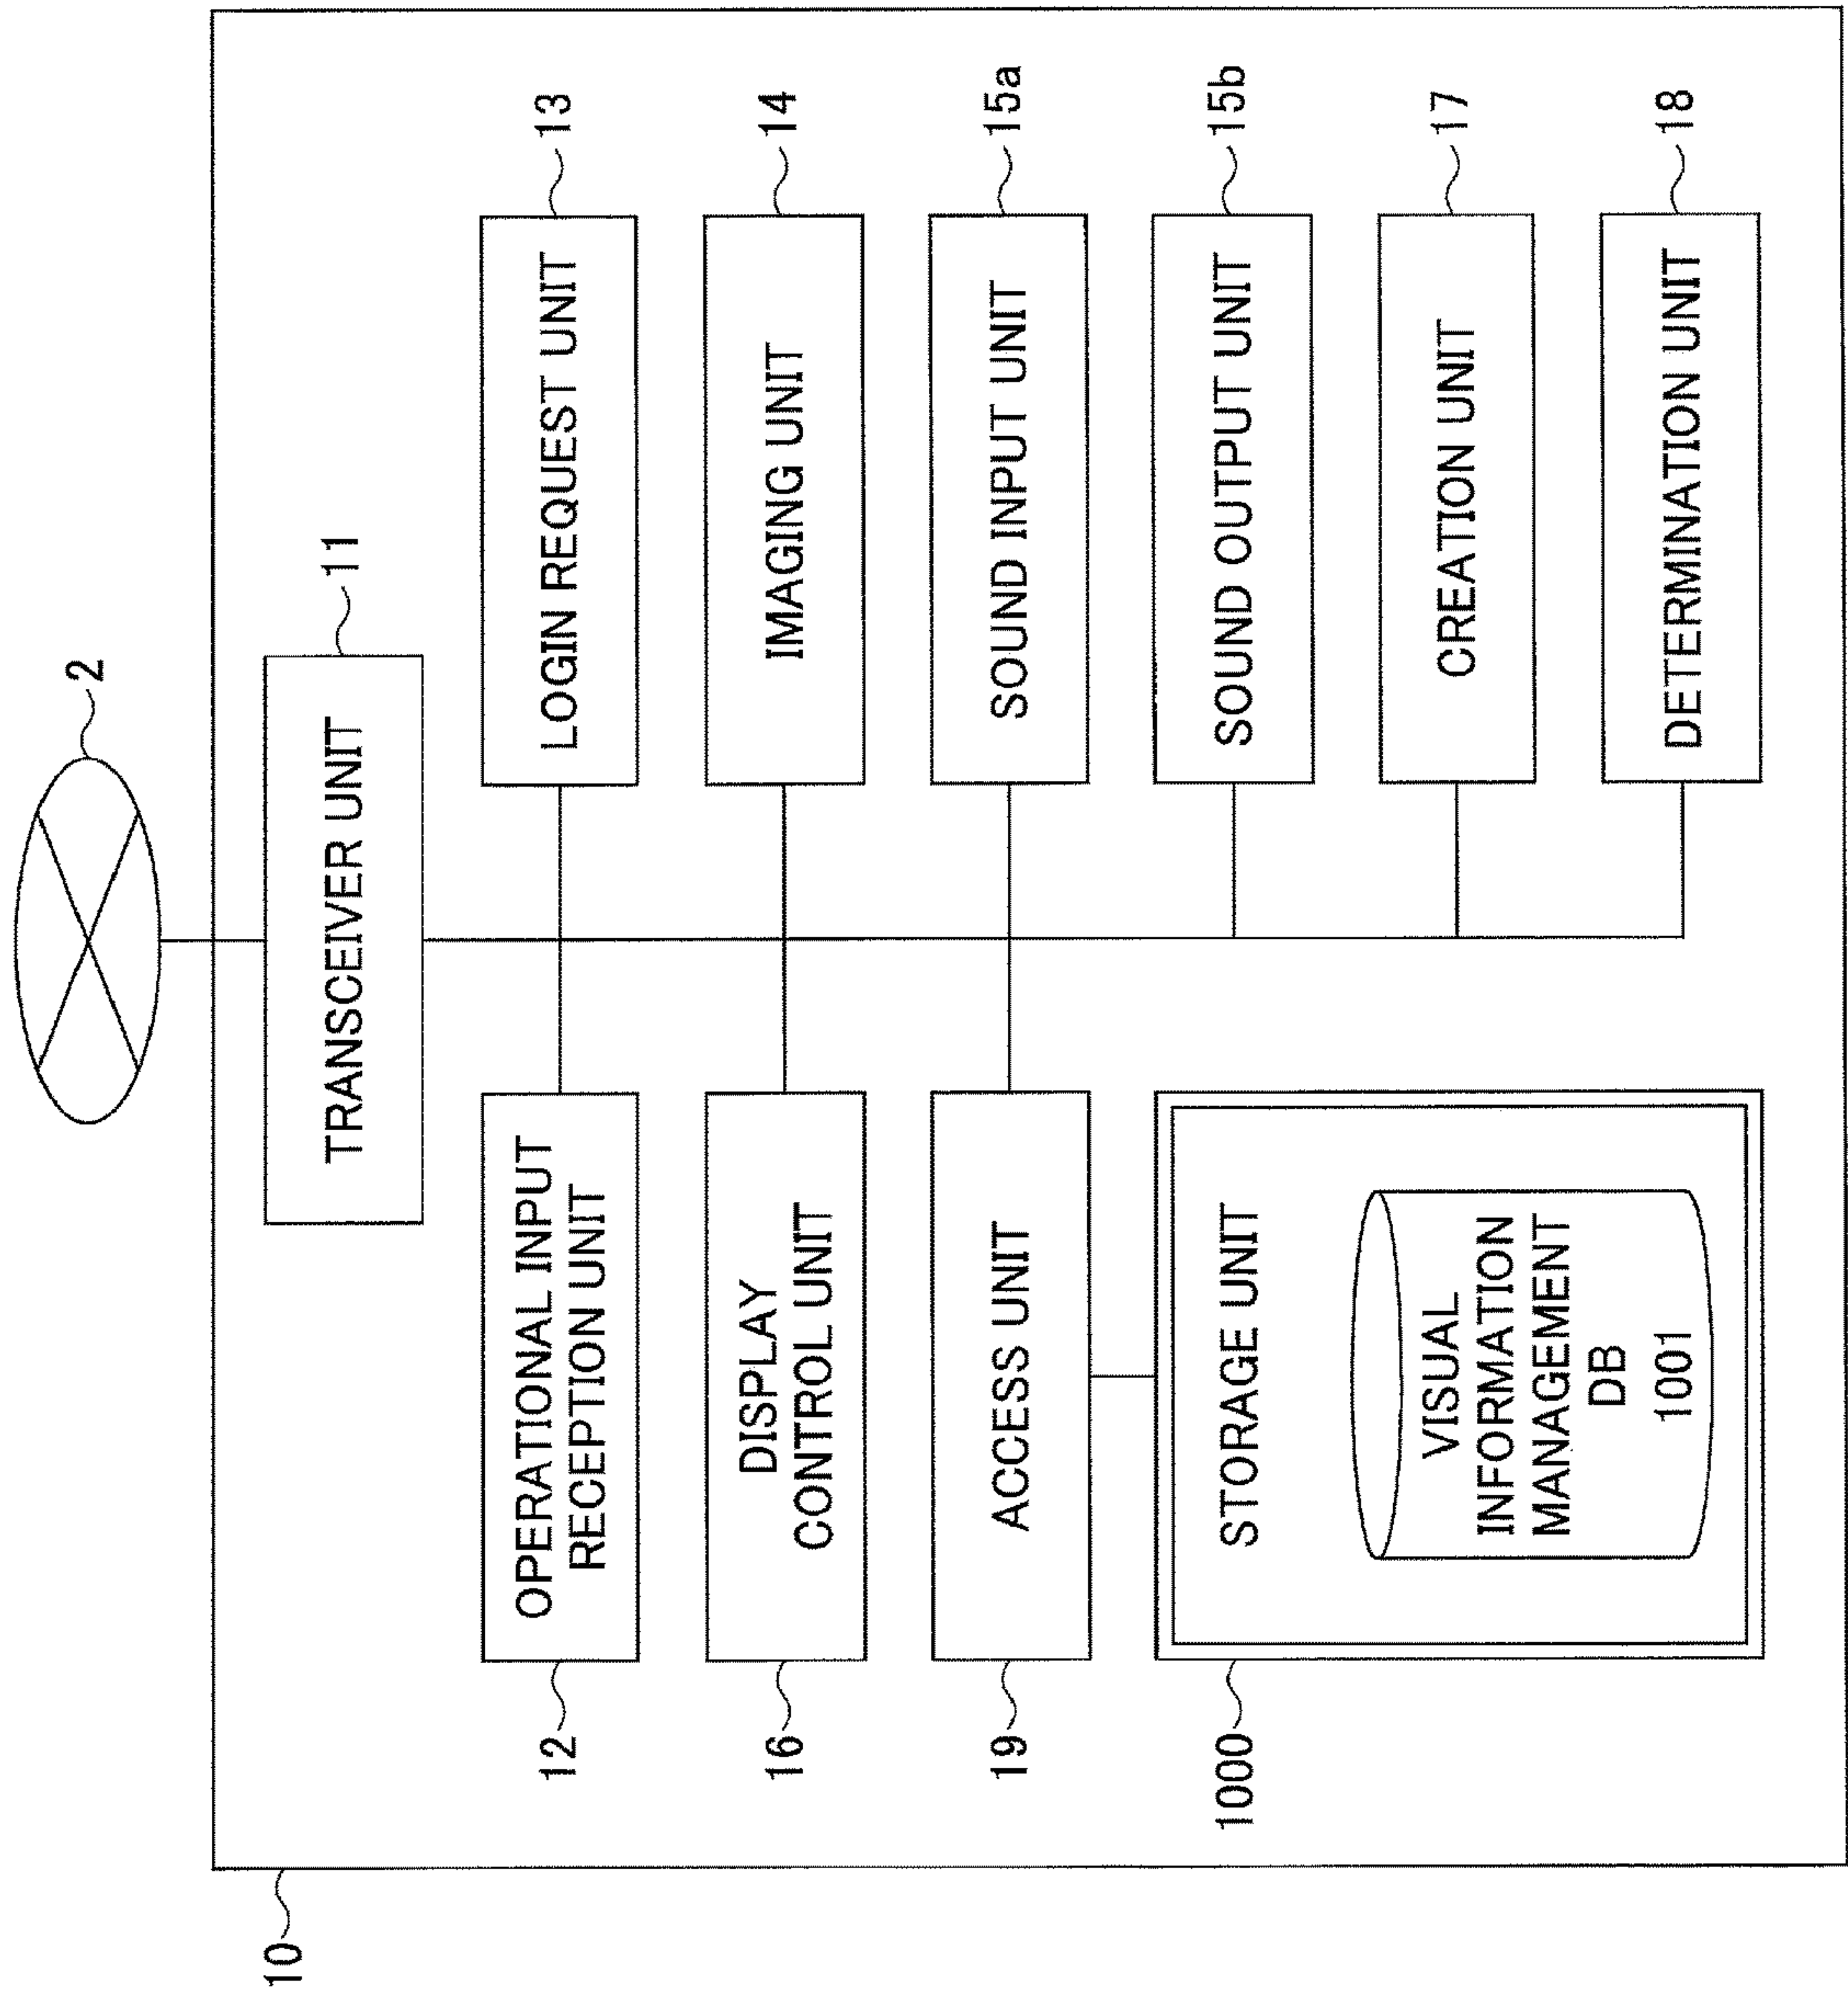 2
10
TRANSCEIVER UNIT
11
12
OPERATIONAL INPUT
RECEPTION UNIT
LOGIN REQUEST UNIT
13
16
DISPLAY
CONTROL UNIT
IMAGING UNIT
14
19
ACCESS UNIT
SOUND INPUT UNIT
15a
1000
STORAGE UNIT
SOUND OUTPUT UNIT
15b
VISUAL
INFORMATION
MANAGEMENT
DB
1001
CREATION UNIT
17
DETERMINATION UNIT
18